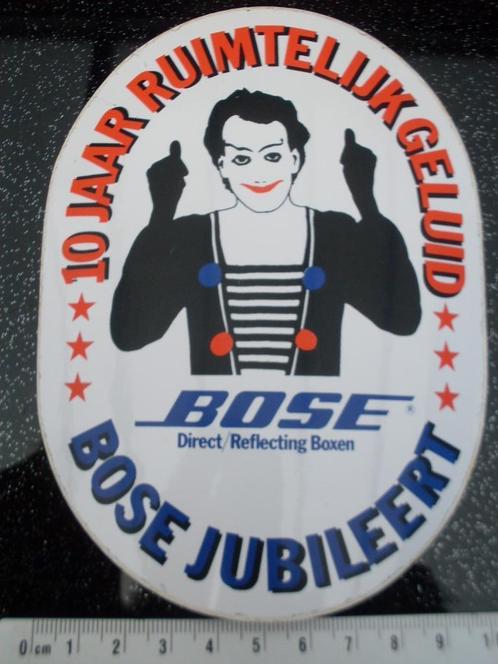 10 JAAR RUIMTELIJK GELUID
BOSE®
Direct/Reflecting Boxen
BOSE JUBILEERT
0 cm 1 2 3 4 5 6 7 8 9 10